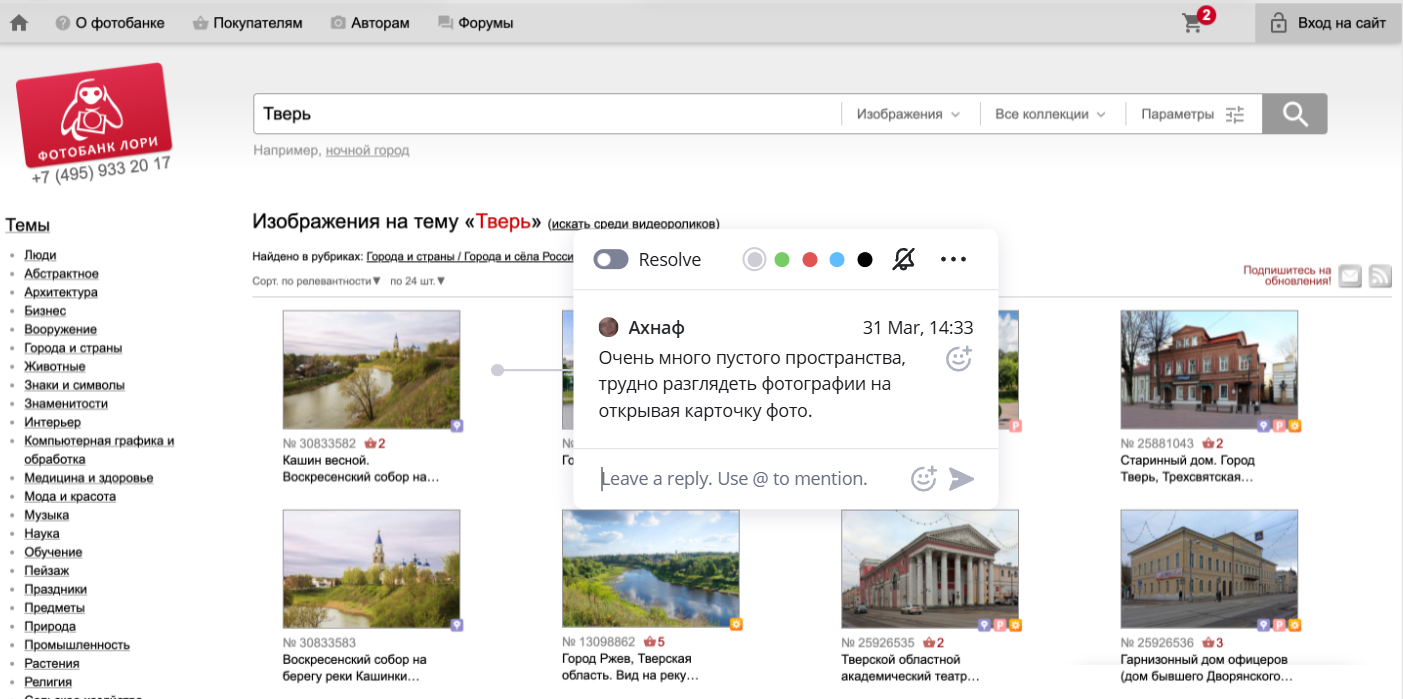 О фотобанке Покупателям Авторам Форумы 2 Вход на сайт
ФОТОБАНК ЛОРИ
+7 (495) 933 20 17
Тверь Изображения Все коллекции Параметры
Например, ночной город
Темы
Люди
Абстрактное
Архитектура
Бизнес
Вооружение
Города и страны
Животные
Знаки и символы
Знаменитости
Интерьер
Компьютерная графика и
обработка
Медицина и здоровье
Мода и красота
Музыка
Наука
Обучение
Пейзаж
Праздники
Предметы
Природа
Промышленность
Растения
Религия
Изображения на тему «Тверь» (искать среди видеороликов)
Найдено в рубриках: Города и страны / Города и сёла Росси
Сорт. по релевантности▼ по 24 шт.▼
Подпишитесь на
обновления!
Resolve
Ахнаф 31 Mar, 14:33
Очень много пустого пространства,
трудно разглядеть фотографии на
открывая карточку фото.
Leave a reply. Use @ to mention.
№ 30833582 2
Кашин весной.
Воскресенский собор на...
№
Го
P
№ 25881043 2
Старинный дом. Город
Тверь, Трехсвятская...
P
№ 30833583
Воскресенский собор на
берегу реки Кашинки...
№ 13098862 5
Город Ржев, Тверская
область. Вид на реку...
№ 25926535 2
Тверской областной
академический театр...
P
№ 25926536 3
Гарнизонный дом офицеров
(дом бывшего Дворянского...
P